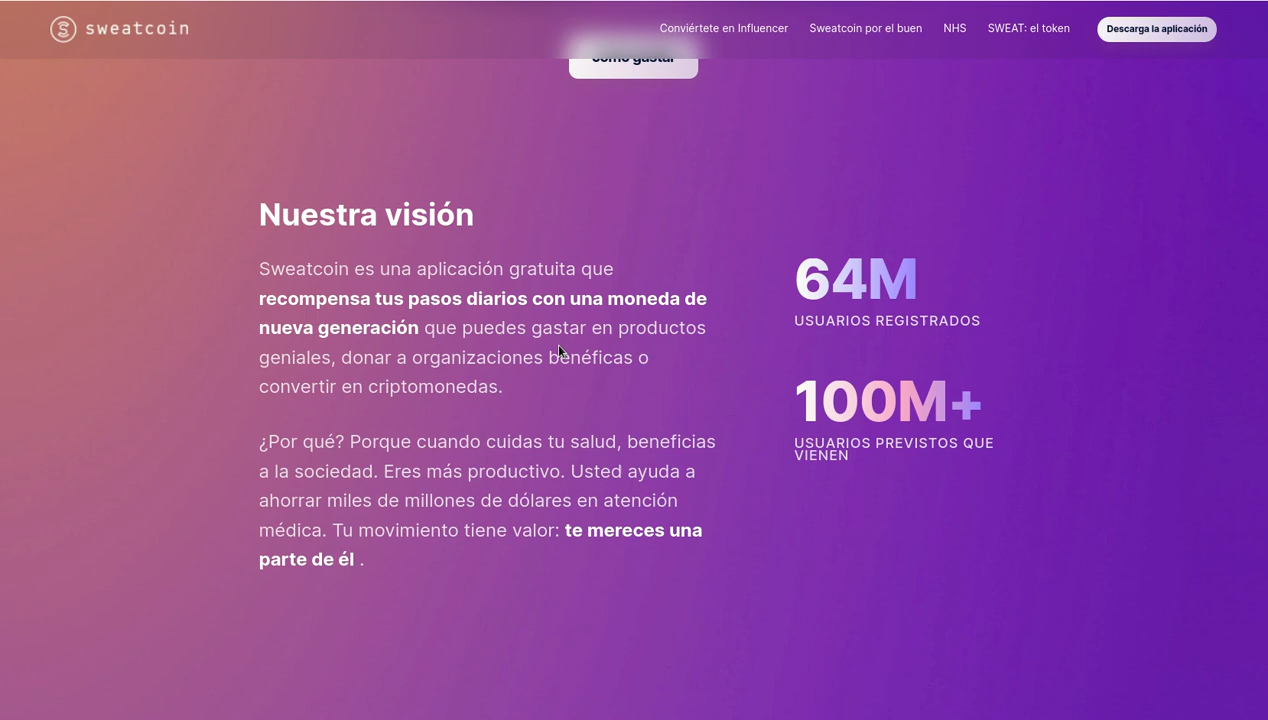 sweatcoin
Conviértete en Influencer
Sweatcoin por el buen
NHS
SWEAT: el token
Descarga la aplicación
cómo gastar
Nuestra visión
Sweatcoin es una aplicación gratuita que
recompensa tus pasos diarios con una moneda de
nueva generación que puedes gastar en productos
geniales, donar a organizaciones benéficas o
convertir en criptomonedas.
¿Por qué? Porque cuando cuidas tu salud, beneficias
a la sociedad. Eres más productivo. Usted ayuda a
ahorrar miles de millones de dólares en atención
médica. Tu movimiento tiene valor: te mereces una
parte de él .
64M
USUARIOS REGISTRADOS
100M+
USUARIOS PREVISTOS QUE
VIENEN